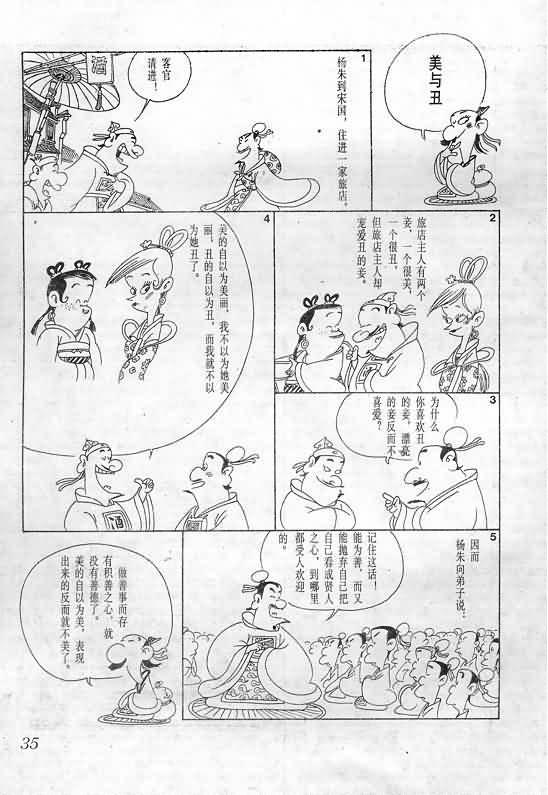 美与丑
1
杨朱到宋国，住进一家旅店。
客官
请进！
酒
2
旅店主人有两个
妾，一个很美，
一个很丑，
但旅店主人却
宠爱丑的妾。
3
为什么
你喜欢丑
的妾，漂亮
的妾反而不
喜爱？
4
美的自以为美丽，我不以为她美
丽，丑的自以为丑，而我就不以
为她丑了。
酒
5
因而
杨朱向弟子说：
记住这话！
能为善，而又
能抛弃自己把
自己看成贤人
之心，到哪里
都受人欢迎
的。
做善事而存
有积善之心，就
没有善德了。
美的自以为美，表现
出来的反而就不美了。
35